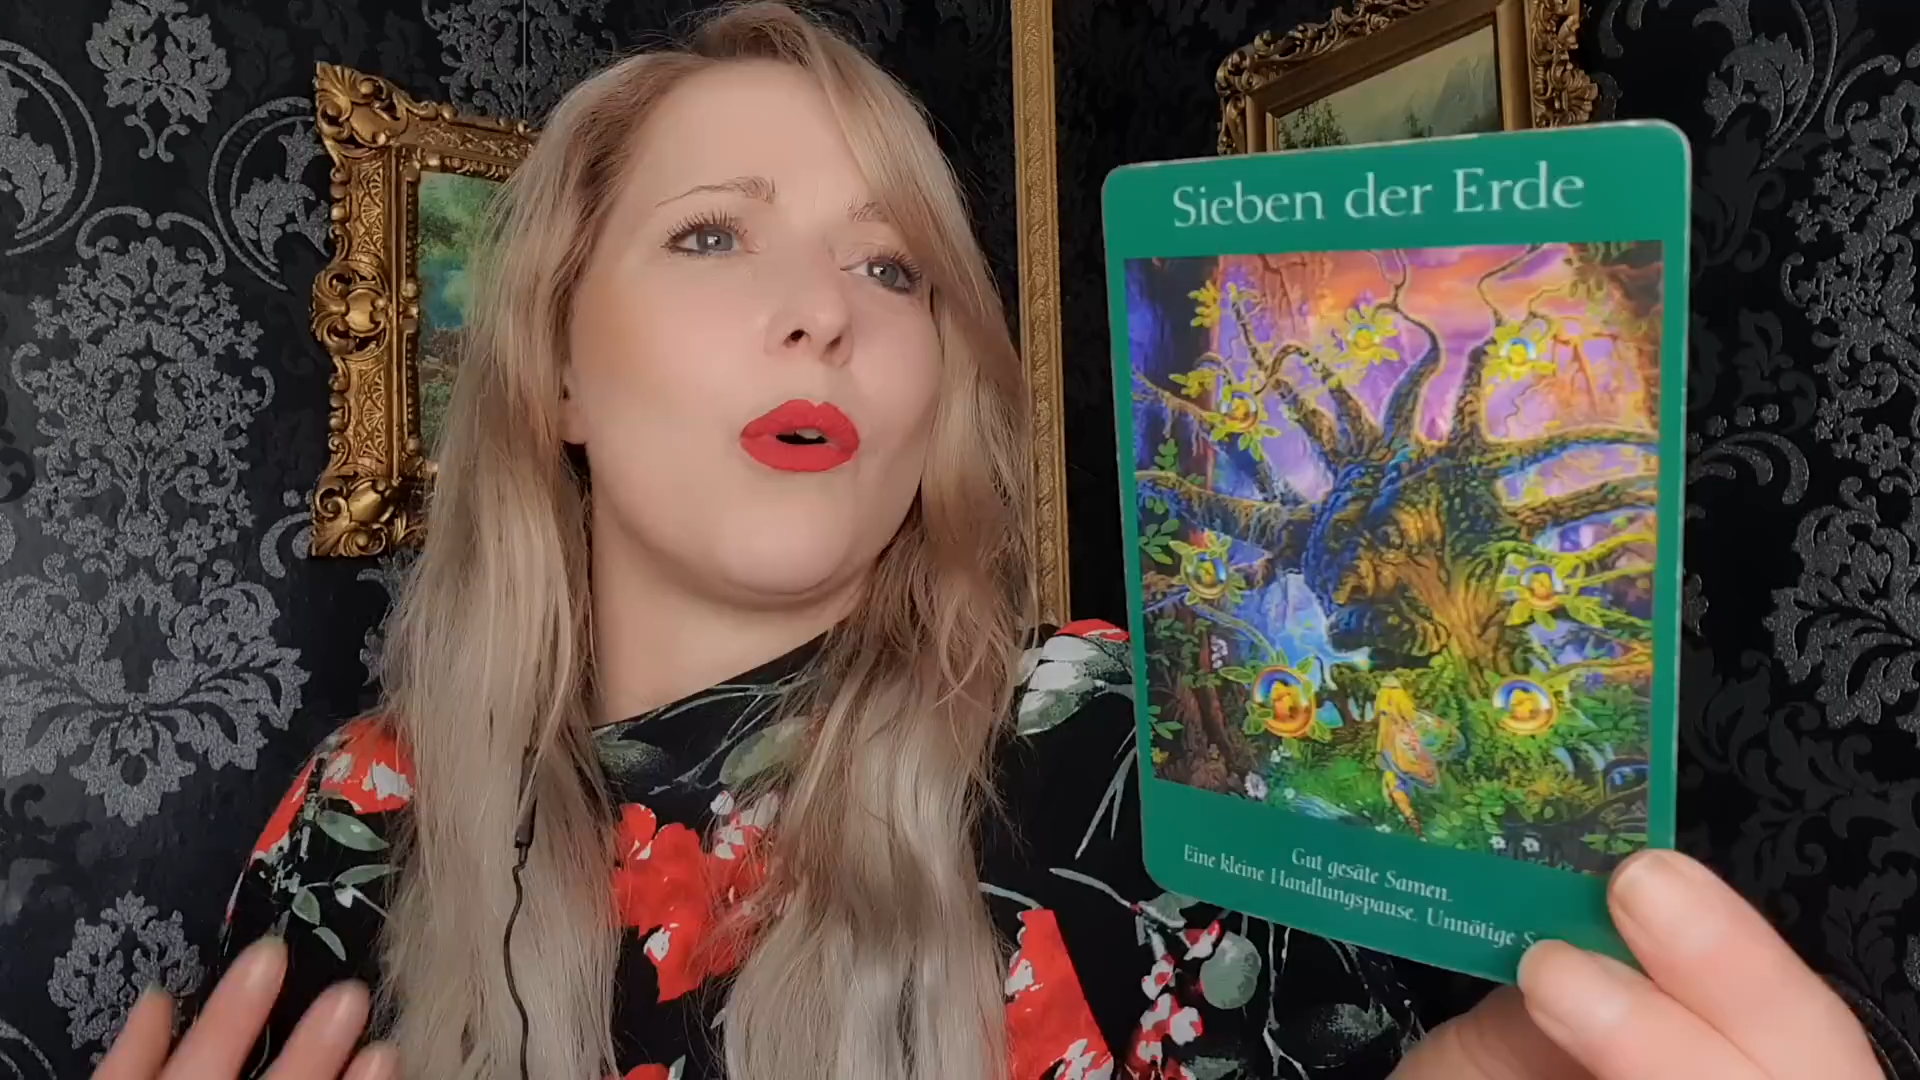 Sieben der Erde
Gut gesäte Samen.
Eine kleine Handlungspause. Unnötige